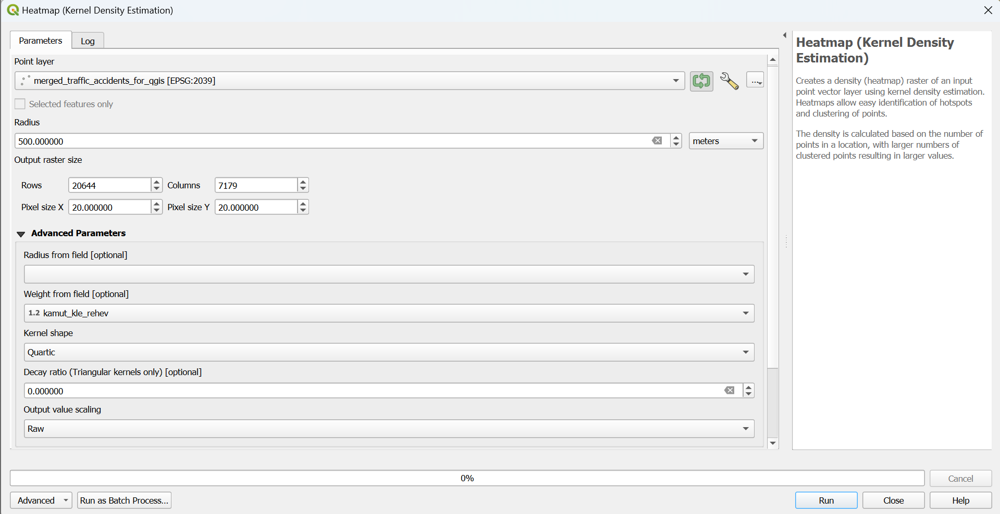 Heatmap (Kernel Density Estimation)
Parameters
Log
Point layer
merged_traffic_accidents_for_qgis [EPSG:2039]
...
Selected features only
Radius
500.000000
meters
Output raster size
Rows
20644
Columns
7179
Pixel size X
20.000000
Pixel size Y
20.000000
Advanced Parameters
Radius from field [optional]
Weight from field [optional]
1.2 kamut_kle_rehev
Kernel shape
Quartic
Decay ratio (Triangular kernels only) [optional]
0.000000
Output value scaling
Raw
Heatmap (Kernel Density
Estimation)
Creates a density (heatmap) raster of an input
point vector layer using kernel density estimation.
Heatmaps allow easy identification of hotspots
and clustering of points.
The density is calculated based on the number of
points in a location, with larger numbers of
clustered points resulting in larger values.
0%
Cancel
Advanced
Run as Batch Process...
Run
Close
Help